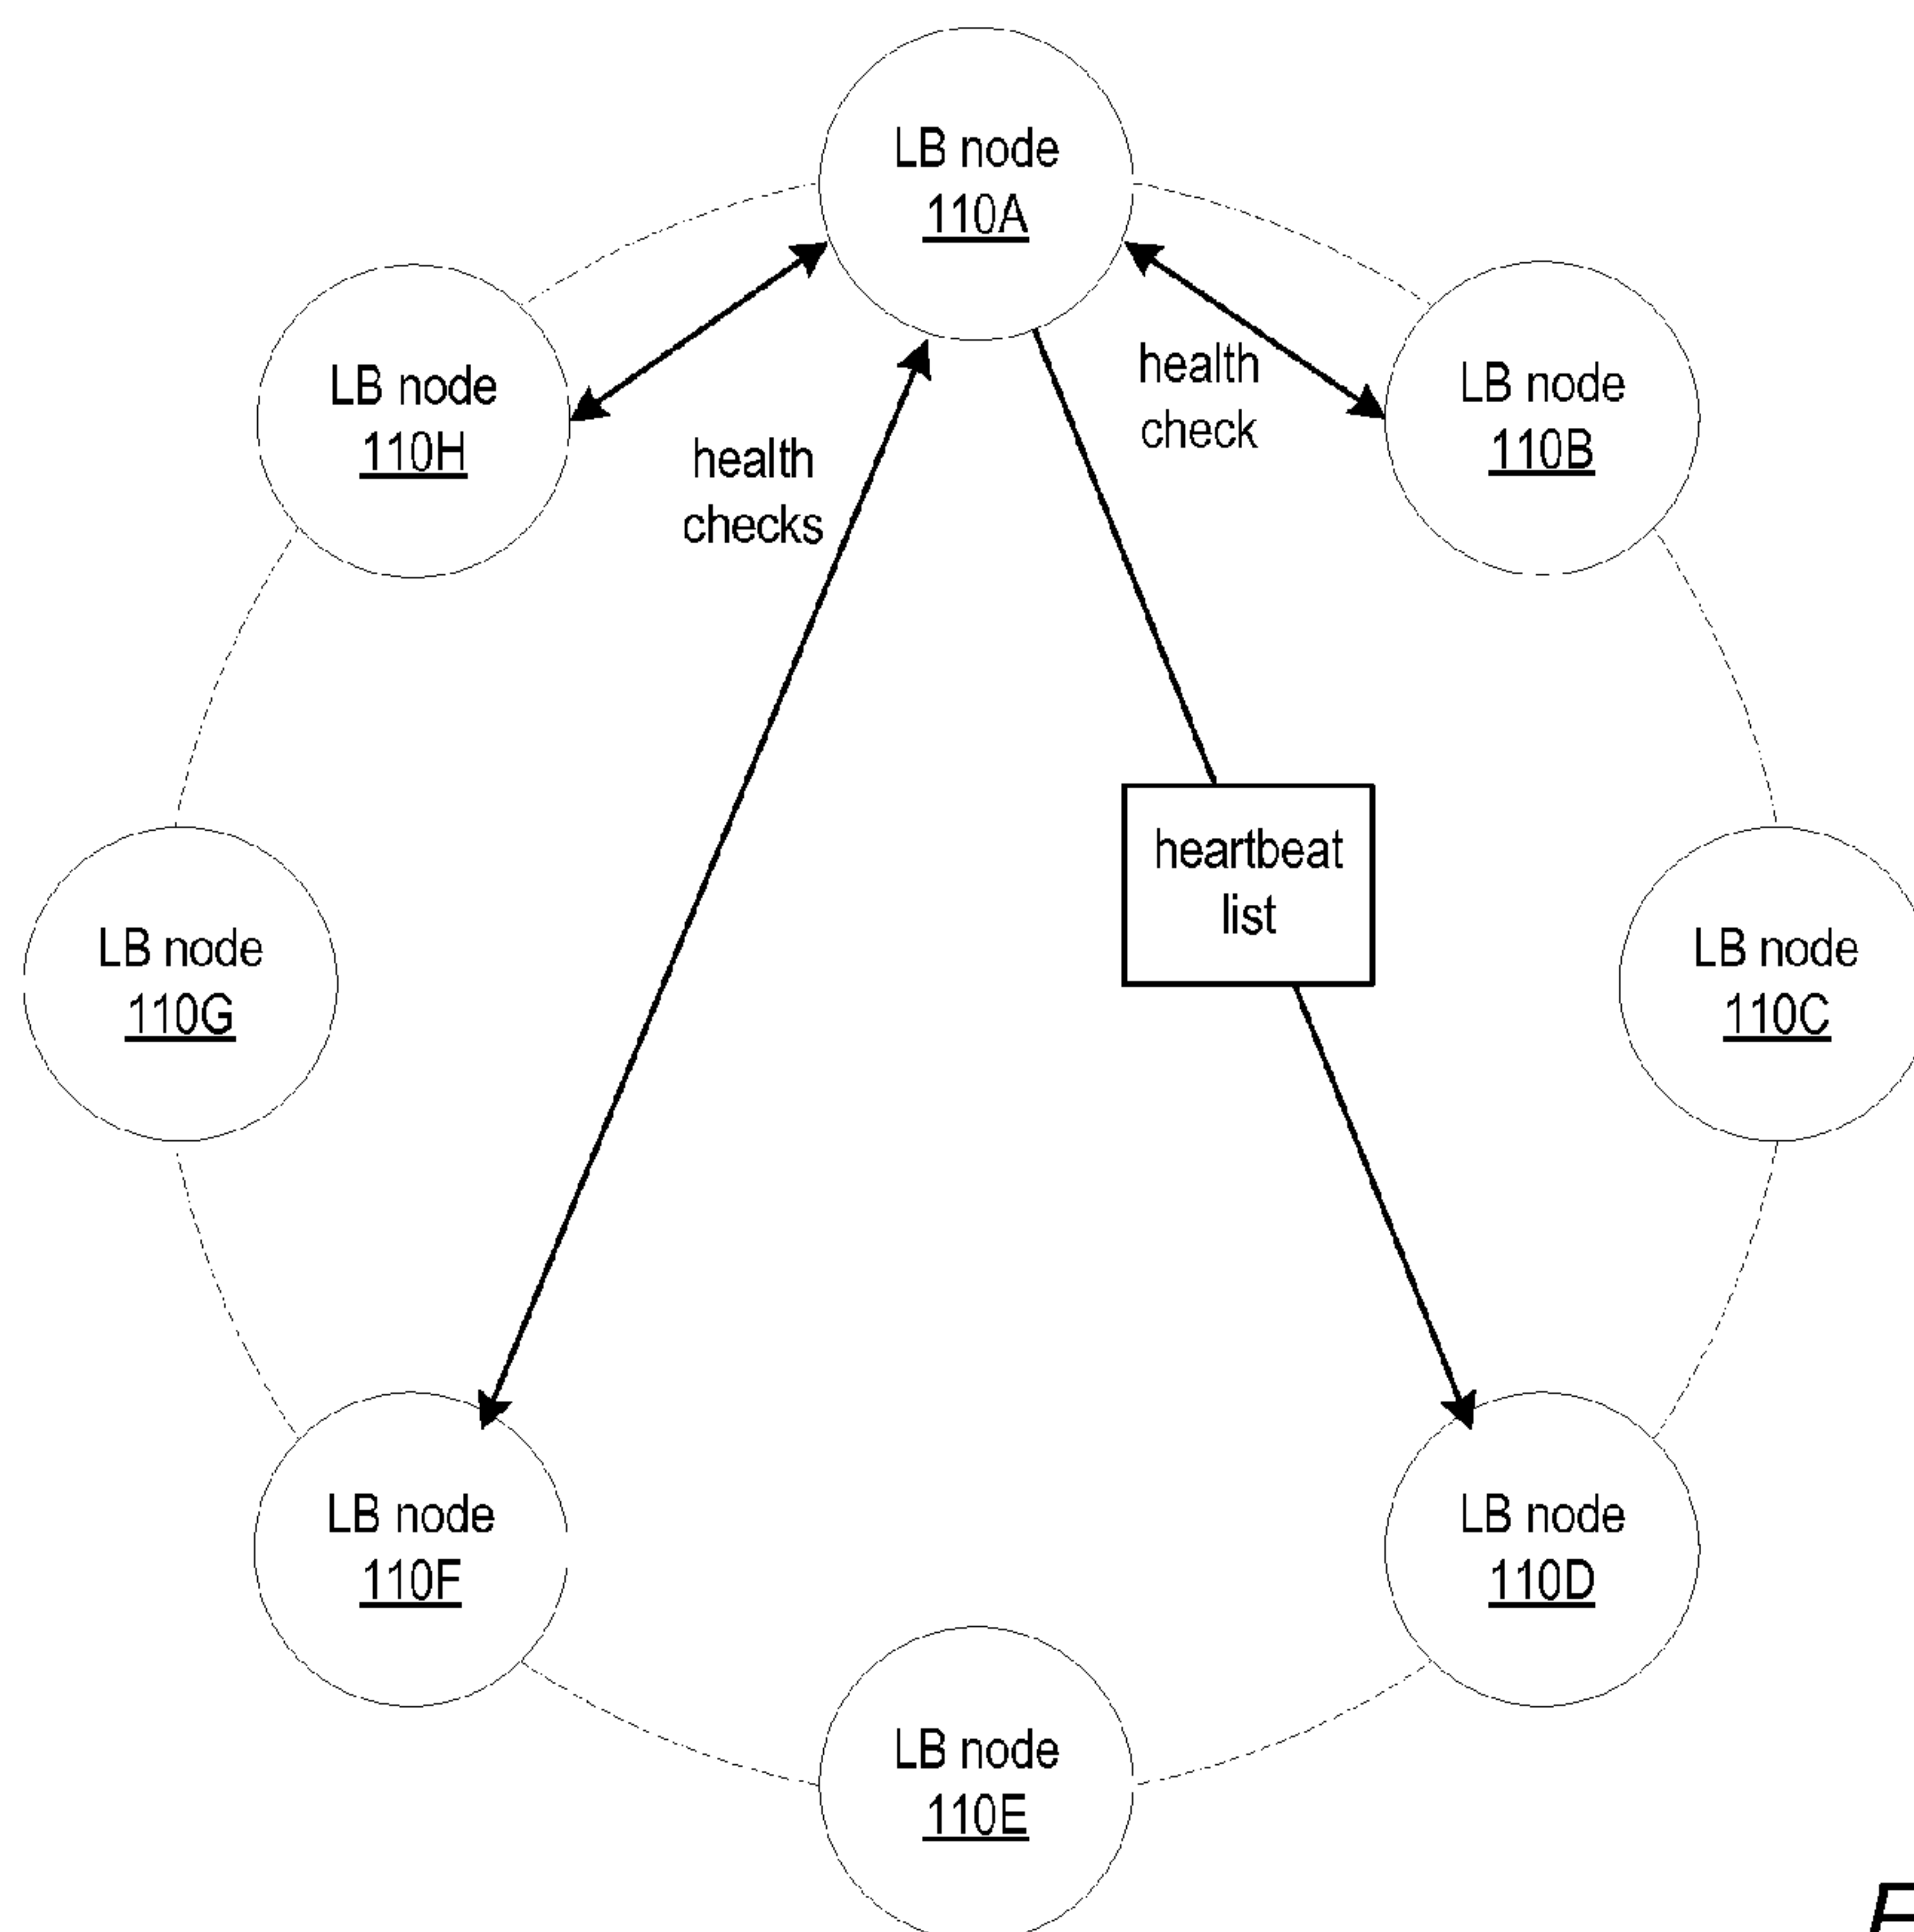 LB node
110A
LB node
110H
health
checks
health
check
LB node
110B
heartbeat
list
LB node
110G
LB node
110C
LB node
110F
LB node
110D
LB node
110E